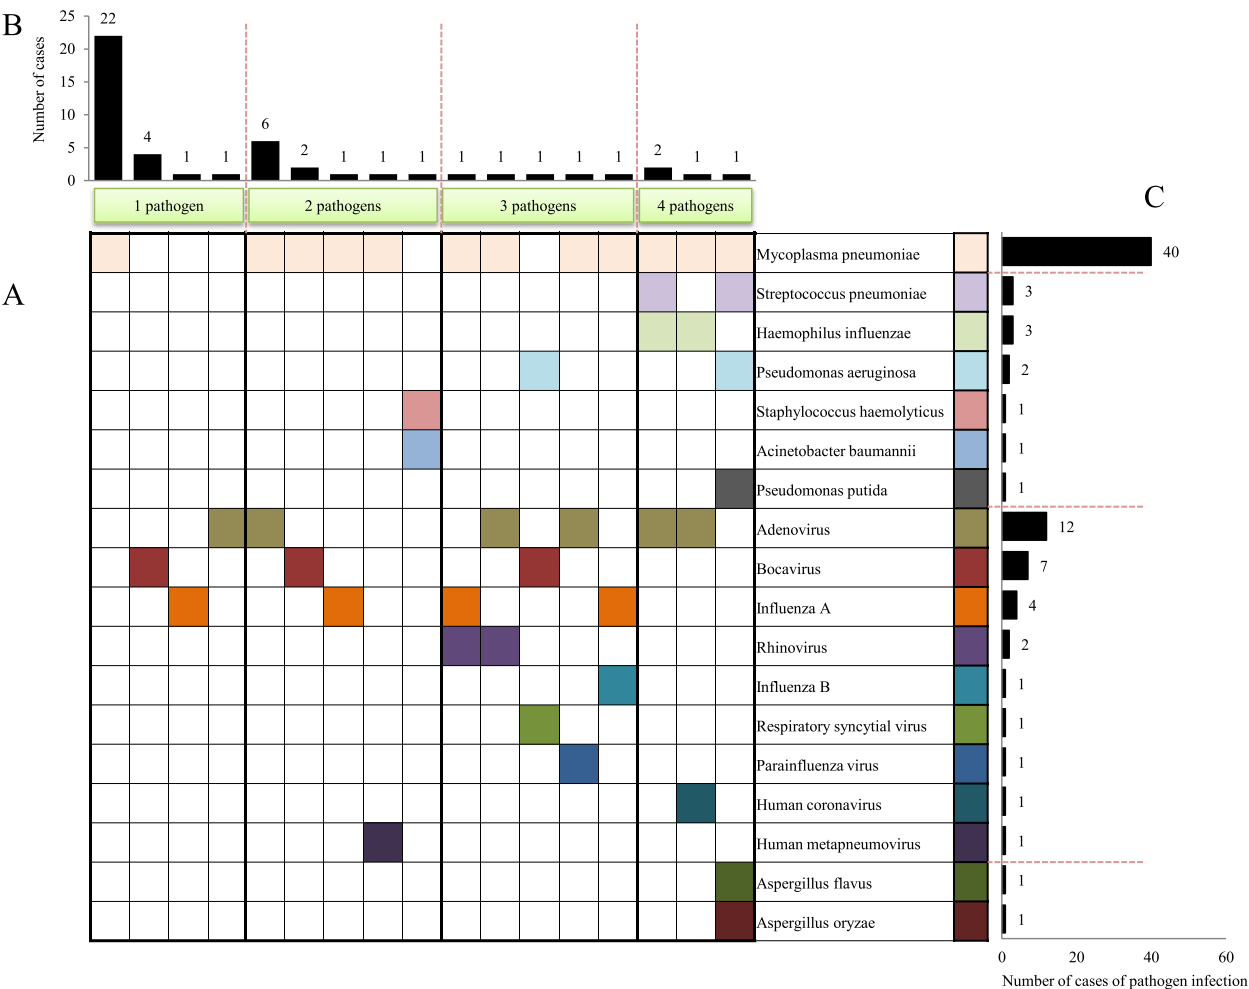 B
Number of cases
25
20
15
10
5
0
22
4
1
1
6
2
1
1
1
1
1
1
1
1
2
1
1
1 pathogen
2 pathogens
3 pathogens
4 pathogens
C
A
Mycoplasma pneumoniae
Streptococcus pneumoniae
Haemophilus influenzae
Pseudomonas aeruginosa
Staphylococcus haemolyticus
Acinetobacter baumannii
Pseudomonas putida
Adenovirus
Bocavirus
Influenza A
Rhinovirus
Influenza B
Respiratory syncytial virus
Parainfluenza virus
Human coronavirus
Human metapneumovirus
Aspergillus flavus
Aspergillus oryzae
40
3
3
2
1
1
1
12
7
4
2
1
1
1
1
1
1
1
0
20
40
60
Number of cases of pathogen infection